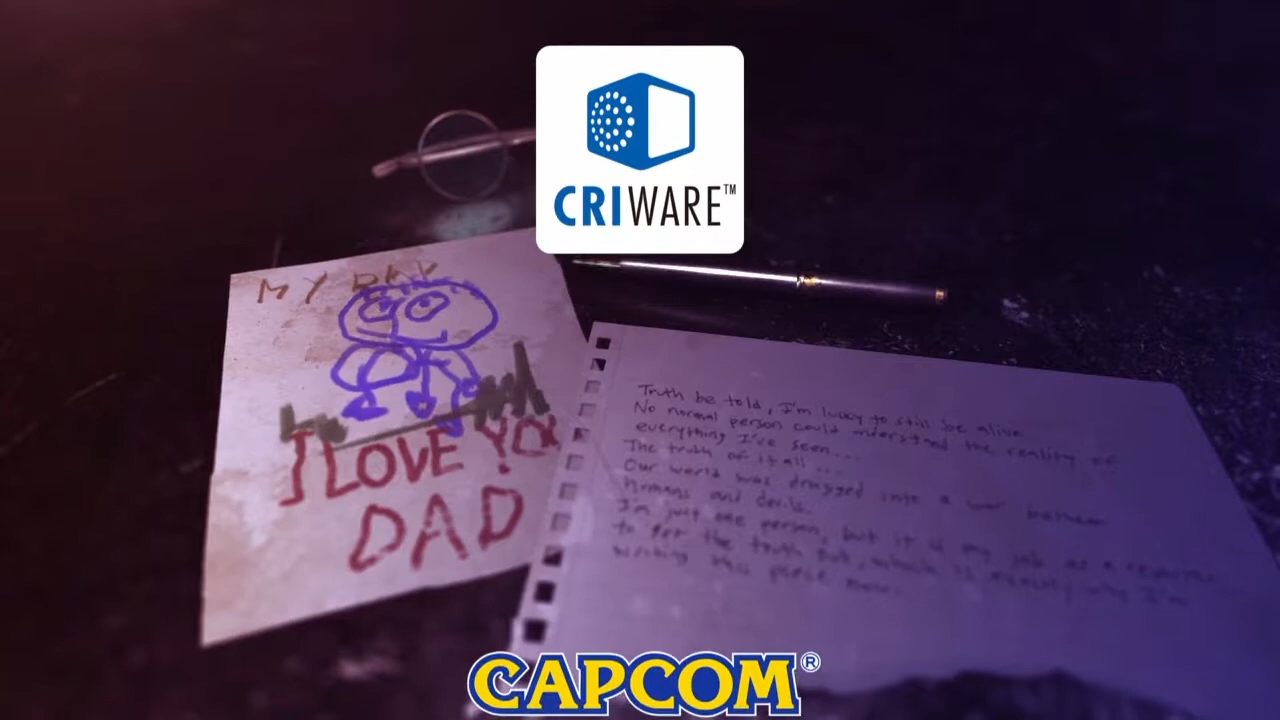 CRIWARE™
MY DAD
I LOVE YOU
DAD
Truth be told, I'm lucky to still be alive.
No normal person could understand the reality of
everything I've seen...
The truth of it all...
Our world was dragged into a war between
humans and devils.
I'm just one person, but it is my job as a reporter
to get the truth out, which is exactly why I'm
writing this piece now.
CAPCOM®